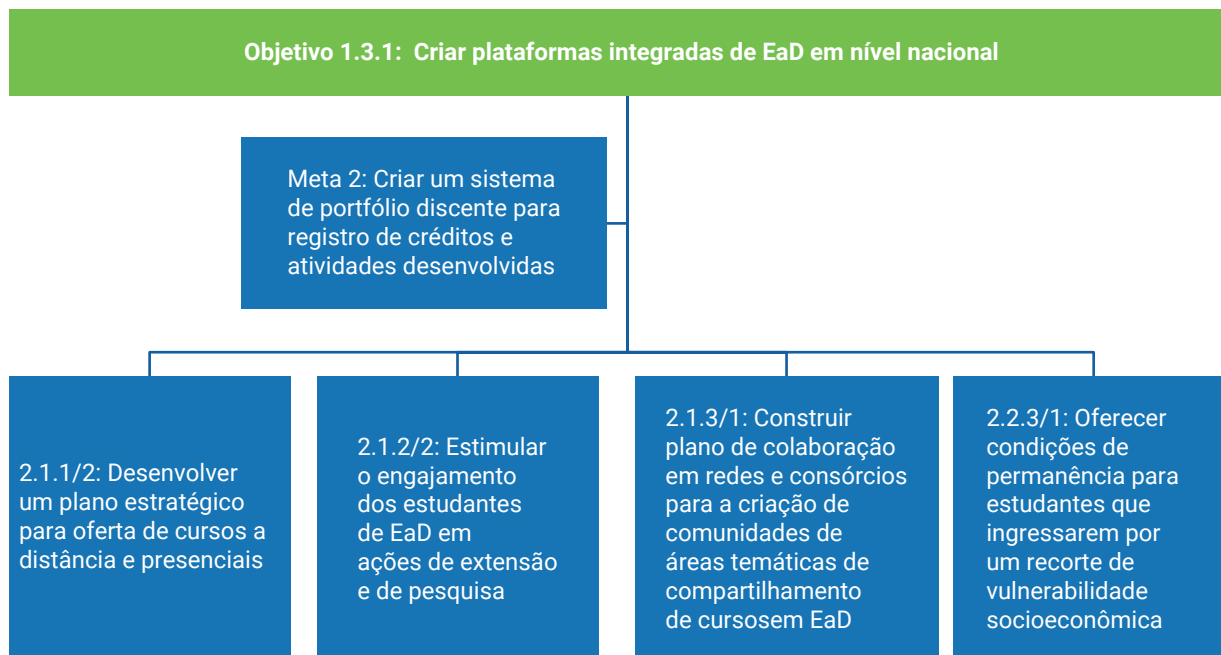 Objetivo 1.3.1: Criar plataformas integradas de EaD em nível nacional
Meta 2: Criar um sistema
de portfólio discente para
registro de créditos e
atividades desenvolvidas
2.1.1/2: Desenvolver
um plano estratégico
para oferta de cursos a
distância e presenciais
2.1.2/2: Estimular
o engajamento
dos estudantes
de EaD em
ações de extensão
e de pesquisa
2.1.3/1: Construir
plano de colaboração
em redes e consórcios
para a criação de
comunidades de
áreas temáticas de
compartilhamento
de cursosem EaD
2.2.3/1: Oferecer
condições de
permanência para
estudantes que
ingressarem por
um recorte de
vulnerabilidade
socioeconômica